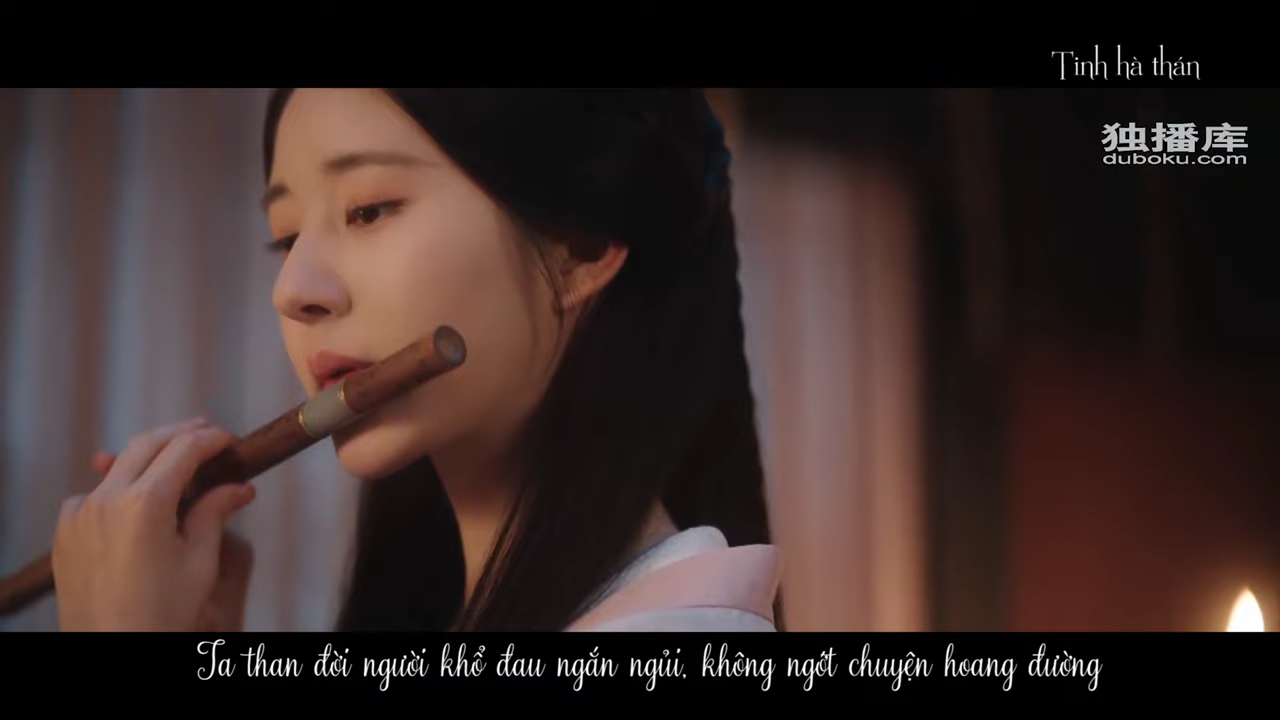 Tinh hà thán
独播库
duboku.com
Ta than đời người khổ đau ngắn ngủi, không ngớt chuyện hoang đường